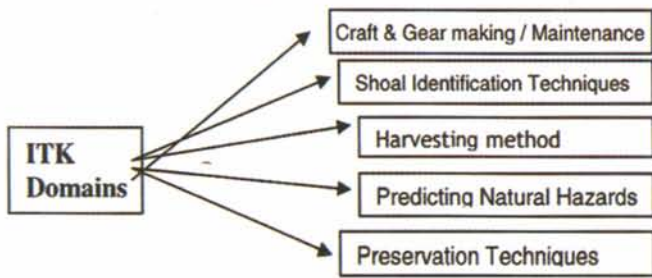 Craft & Gear making / Maintenance
Shoal Identification Techniques
ITK
Domains
Harvesting method
Predicting Natural Hazards
Preservation Techniques